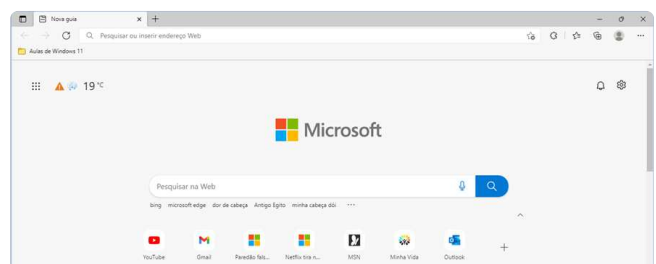 Nova guia
Pesquisar ou inserir endereço Web
Aulas de Windows 11
19 °C
Microsoft
Pesquisar na Web
bing microsoft edge dor de cabeça Antigo Egito minha cabeça dói ...
YouTube Gmail Paredão fals... Netflix tira n... MSN Minha Vida Outlook